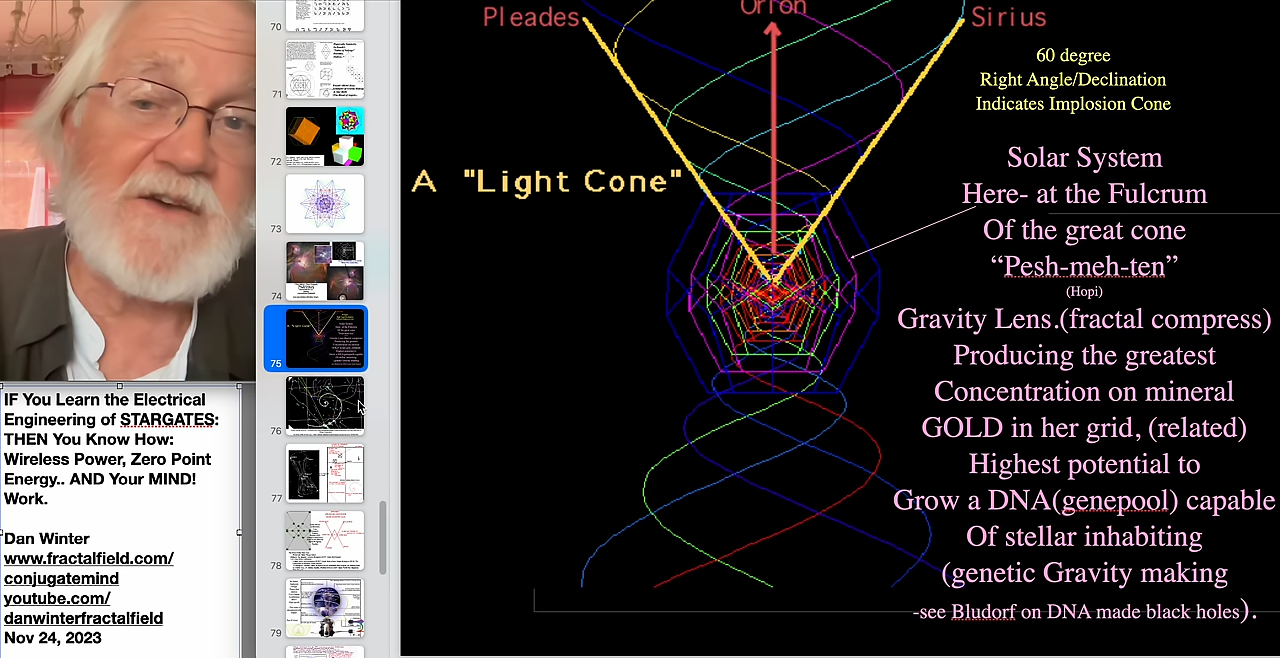 IF You Learn the Electrical
Engineering of STARGATES:
THEN You Know How:
Wireless Power, Zero Point
Energy.. AND Your MIND!
Work.
Dan Winter
www.fractalfield.com/
conjugatemind
youtube.com/
danwinterfractalfield
Nov 24, 2023
70
71
72
73
74
75
76
77
78
79
Pleades
Orion
Sirius
A "Light Cone"
60 degree
Right Angle/Declination
Indicates Implosion Cone
Solar System
Here- at the Fulcrum
Of the great cone
“Pesh-meh-ten”
(Hopi)
Gravity Lens.(fractal compress)
Producing the greatest
Concentration on mineral
GOLD in her grid, (related)
Highest potential to
Grow a DNA(genepool) capable
Of stellar inhabiting
(genetic Gravity making
-see Bludorf on DNA made black holes).